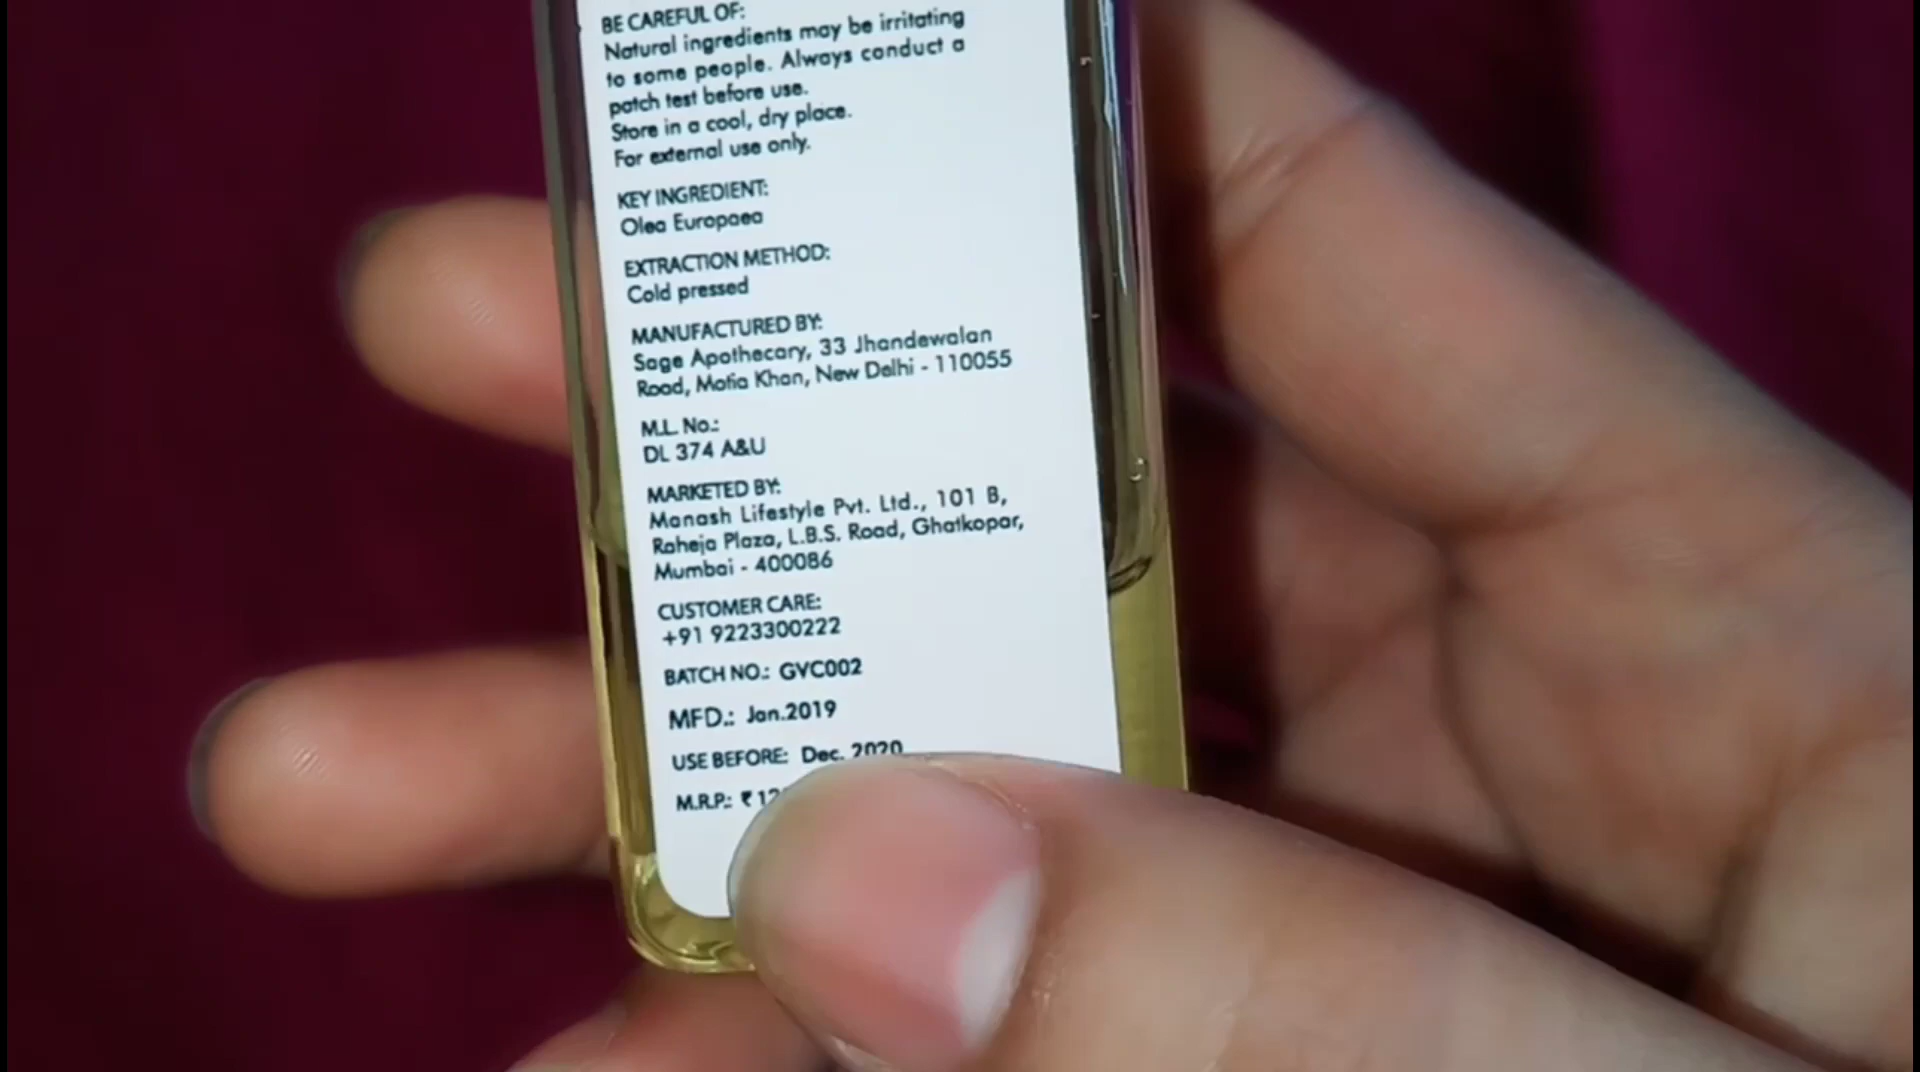 BE CAREFUL OF:
Natural ingredients may be irritating
to some people. Always conduct a
patch test before use.
Store in a cool, dry place.
For external use only.
KEY INGREDIENT:
Olea Europaea
EXTRACTION METHOD:
Cold pressed
MANUFACTURED BY:
Sage Apothecary, 33 Jhandewalan
Road, Motia Khan, New Delhi - 110055
M.L. No.:
DL 374 A&U
MARKETED BY:
Manash Lifestyle Pvt. Ltd., 101 B,
Raheja Plaza, L.B.S. Road, Ghatkopar,
Mumbai - 400086
CUSTOMER CARE:
+91 9223300222
BATCH NO.: GVC002
MFD.: Jan.2019
USE BEFORE: Dec. 2020
M.R.P.: ₹